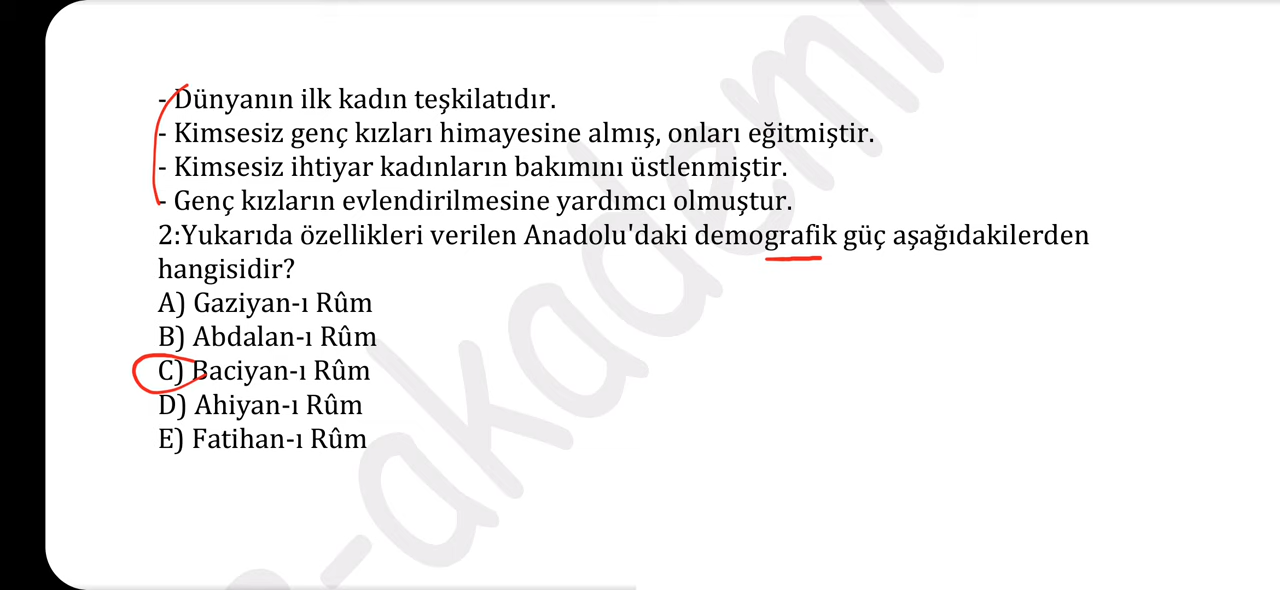 - Dünyanın ilk kadın teşkilatıdır.
- Kimsesiz genç kızları himayesine almış, onları eğitmiştir.
- Kimsesiz ihtiyar kadınların bakımını üstlenmiştir.
- Genç kızların evlendirilmesine yardımcı olmuştur.
2:Yukarıda özellikleri verilen Anadolu'daki demografik güç aşağıdakilerden
hangisidir?
A) Gaziyan-ı Rûm
B) Abdalan-ı Rûm
C) Baciyan-ı Rûm
D) Ahiyan-ı Rûm
E) Fatihan-ı Rûm
-akademi